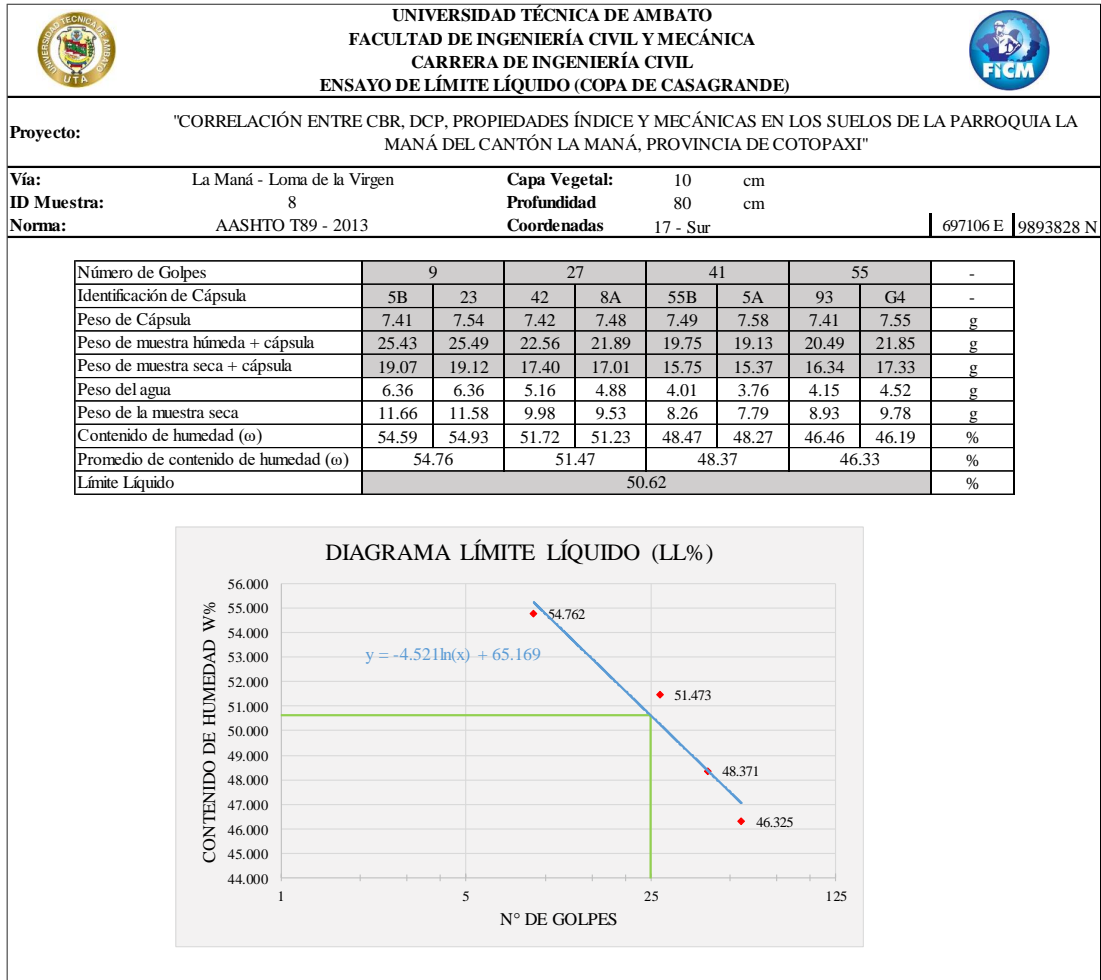 UNIVERSIDAD TÉCNICA DE AMBATO
FACULTAD DE INGENIERÍA CIVIL Y MECÁNICA
CARRERA DE INGENIERÍA CIVIL
ENSAYO DE LÍMITE LÍQUIDO (COPA DE CASAGRANDE)
UTA
FICM
Proyecto: "CORRELACIÓN ENTRE CBR, DCP, PROPIEDADES ÍNDICE Y MECÁNICAS EN LOS SUELOS DE LA PARROQUIA LA
MANÁ DEL CANTÓN LA MANÁ, PROVINCIA DE COTOPAXI"
Vía: La Maná - Loma de la Virgen Capa Vegetal: 10 cm
ID Muestra: 8 Profundidad 80 cm
Norma: AASHTO T89 - 2013 Coordenadas 17 - Sur 697106 E 9893828 N
Número de Golpes 9 27 41 55 -
Identificación de Cápsula 5B 23 42 8A 55B 5A 93 G4 -
Peso de Cápsula 7.41 7.54 7.42 7.48 7.49 7.58 7.41 7.55 g
Peso de muestra húmeda + cápsula 25.43 25.49 22.56 21.89 19.75 19.13 20.49 21.85 g
Peso de muestra seca + cápsula 19.07 19.12 17.40 17.01 15.75 15.37 16.34 17.33 g
Peso del agua 6.36 6.36 5.16 4.88 4.01 3.76 4.15 4.52 g
Peso de la muestra seca 11.66 11.58 9.98 9.53 8.26 7.79 8.93 9.78 g
Contenido de humedad (ω) 54.59 54.93 51.72 51.23 48.47 48.27 46.46 46.19 %
Promedio de contenido de humedad (ω) 54.76 51.47 48.37 46.33 %
Límite Líquido 50.62 %
DIAGRAMA LÍMITE LÍQUIDO (LL%)
CONTENIDO DE HUMEDAD W%
56.000
55.000
54.000
53.000
52.000
51.000
50.000
49.000
48.000
47.000
46.000
45.000
44.000
54.762
y = -4.521ln(x) + 65.169
51.473
48.371
46.325
1 5 25 125
N° DE GOLPES